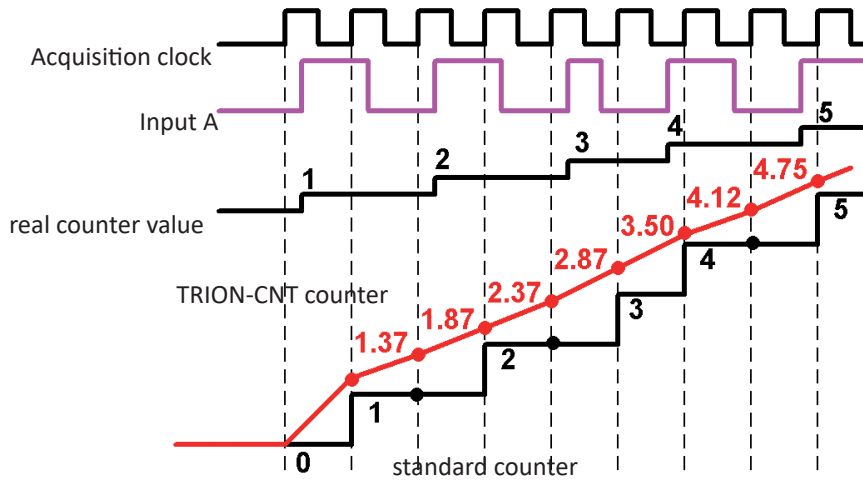 Acquisition clock
Input A
1 2 3 4 5
real counter value
1.37 1.87 2.37 2.87 3.50 4.12 4.75
TRION-CNT counter
0 1 2 3 4 5
standard counter